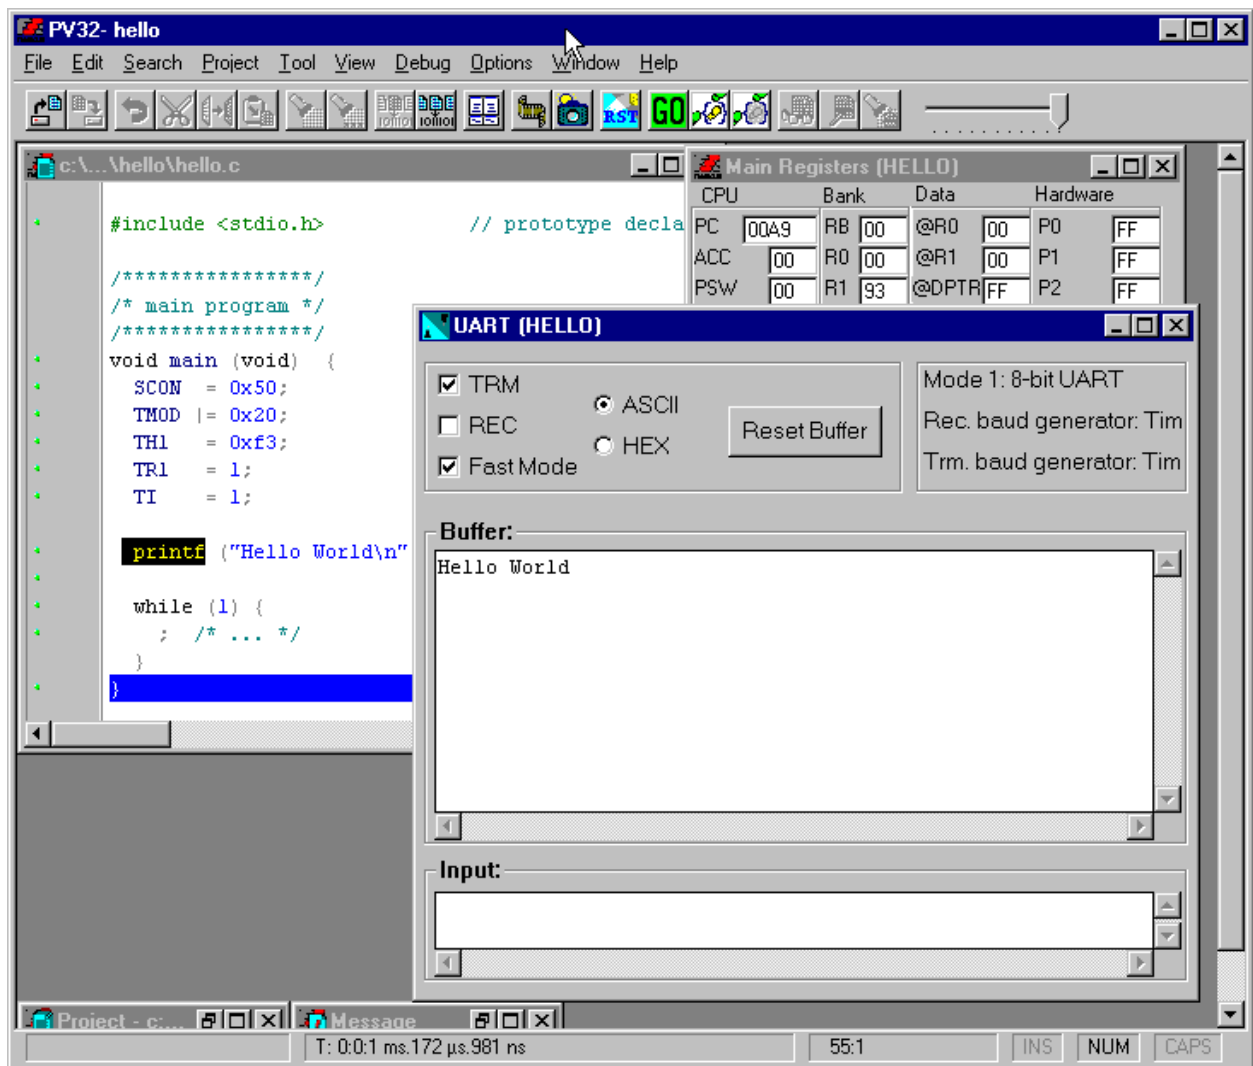 PV32- hello
File Edit Search Project Tool View Debug Options Window Help
RST GO
c:\...\hello\hello.c
#include <stdio.h> // prototype decla
/****************/
/* main program */
/****************/
void main (void) {
SCON = 0x50;
TMOD |= 0x20;
TH1 = 0xf3;
TR1 = 1;
TI = 1;
printf ("Hello World\n"
while (1) {
; /* ... */
}
}
Main Registers (HELLO)
CPU Bank Data Hardware
PC 00A9 RB 00 @R0 00 P0 FF
ACC 00 R0 00 @R1 00 P1 FF
PSW 00 R1 93 @DPTR FF P2 FF
UART (HELLO)
TRM
REC
Fast Mode
ASCII
HEX
Reset Buffer
Mode 1: 8-bit UART
Rec. baud generator: Tim
Trm. baud generator: Tim
Buffer:
Hello World
Input:
Project - c:...
Message
T: 0:0:1 ms.172 µs.981 ns 55:1 INS NUM CAPS